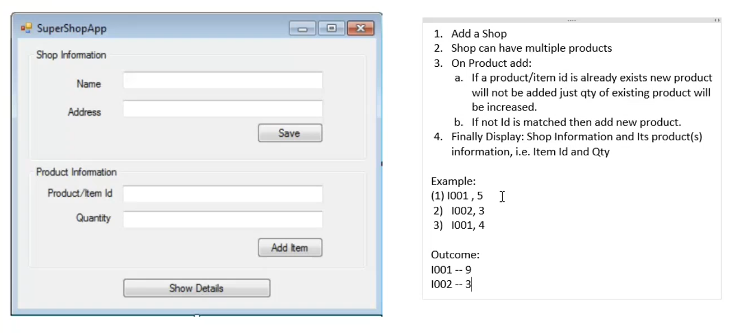 SuperShopApp
Shop Information
Name
Address
Save
Product Information
Product/Item Id
Quantity
Add Item
Show Details
1. Add a Shop
2. Shop can have multiple products
3. On Product add:
a. If a product/item id is already exists new product
will not be added just qty of existing product will
be increased.
b. If not Id is matched then add new product.
4. Finally Display: Shop Information and Its product(s)
information, i.e. Item Id and Qty
Example:
(1) I001 , 5
2) I002, 3
3) I001, 4
Outcome:
I001 -- 9
I002 -- 3